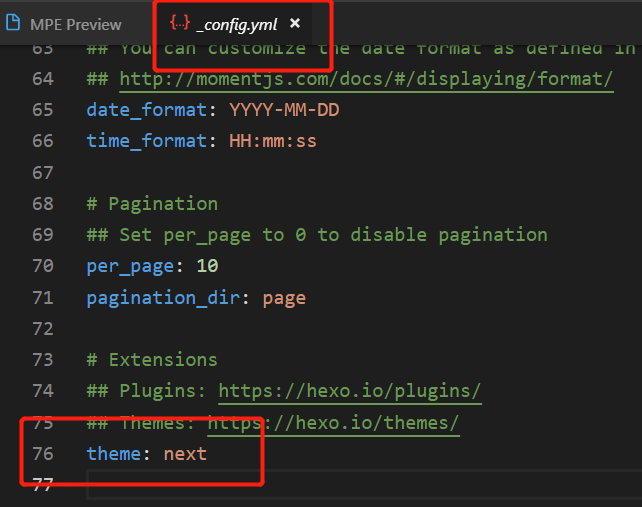 MPE Preview {..} _config.yml ×
63 ## You can customize the date format as defined in
64 ## http://momentjs.com/docs/#/displaying/format/
65 date_format: YYYY-MM-DD
66 time_format: HH:mm:ss
67
68 # Pagination
69 ## Set per_page to 0 to disable pagination
70 per_page: 10
71 pagination_dir: page
72
73 # Extensions
74 ## Plugins: https://hexo.io/plugins/
75 ## Themes: https://hexo.io/themes/
76 theme: next
77